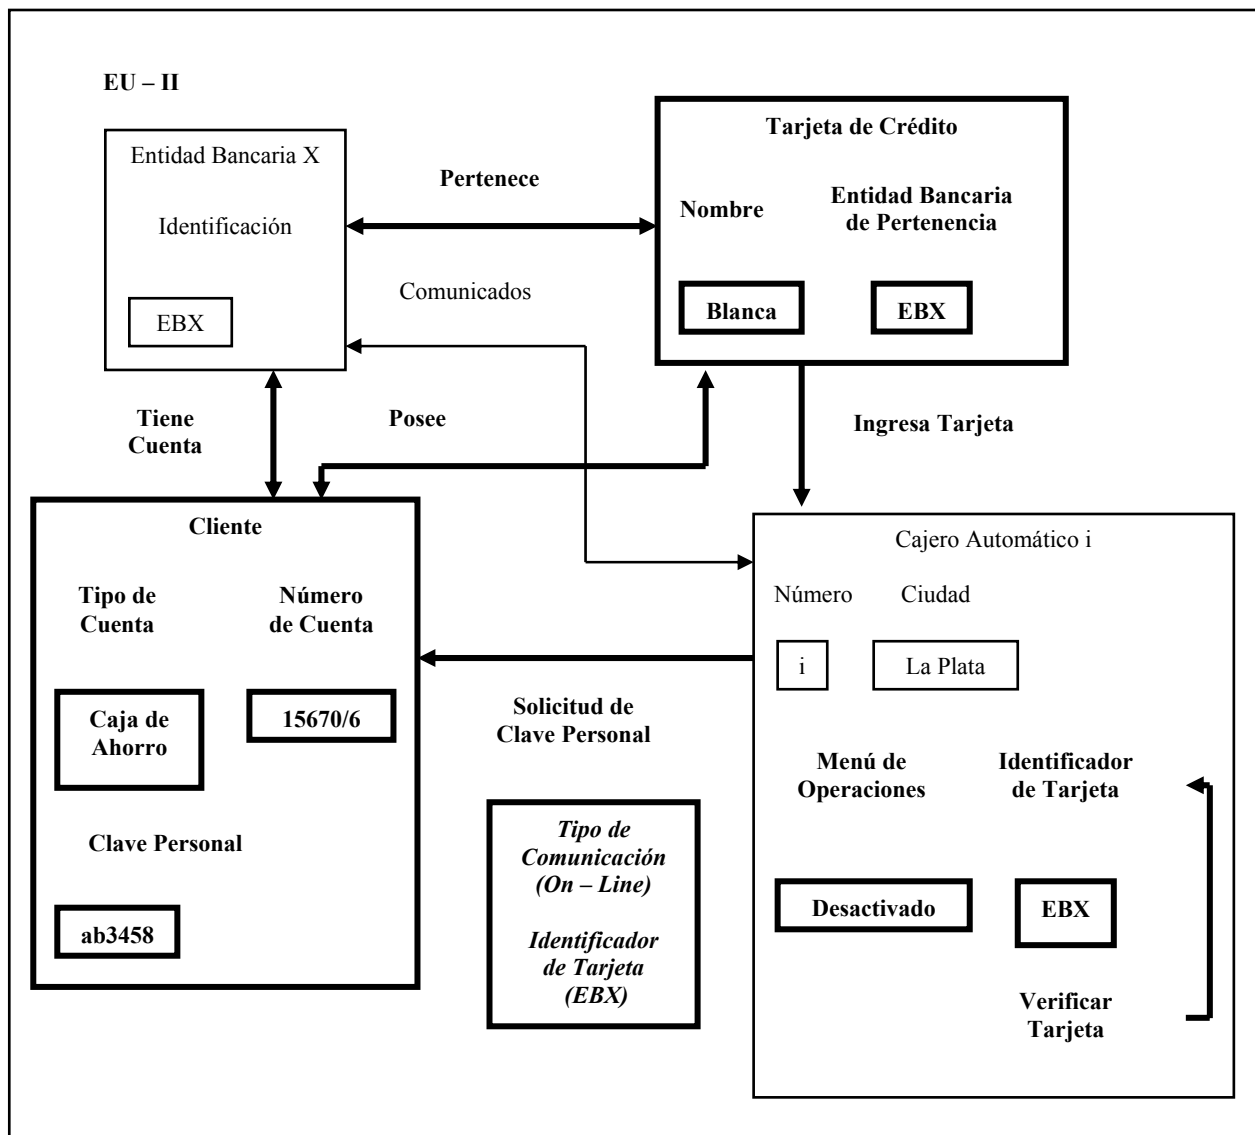 EU – II
Entidad Bancaria X
Identificación
EBX
Pertenece
Tarjeta de Crédito
Nombre
Entidad Bancaria
de Pertenencia
Blanca
EBX
Comunicados
Tiene
Cuenta
Posee
Ingresa Tarjeta
Cliente
Tipo de
Cuenta
Número
de Cuenta
Caja de
Ahorro
15670/6
Clave Personal
ab3458
Solicitud de
Clave Personal
Tipo de
Comunicación
(On – Line)
Identificador
de Tarjeta
(EBX)
Cajero Automático i
Número
Ciudad
i
La Plata
Menú de
Operaciones
Identificador
de Tarjeta
Desactivado
EBX
Verificar
Tarjeta